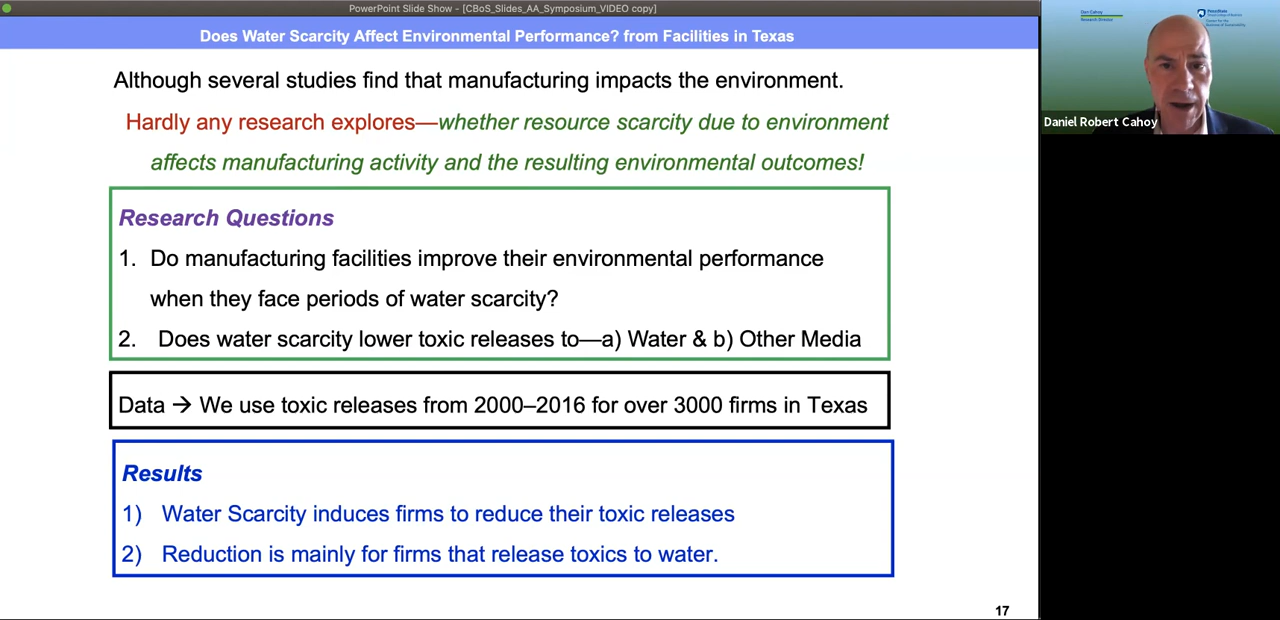 PowerPoint Slide Show - [CBoS_Slides_AA_Symposium_VIDEO copy]
Does Water Scarcity Affect Environmental Performance? from Facilities in Texas
Although several studies find that manufacturing impacts the environment.
Hardly any research explores—whether resource scarcity due to environment
affects manufacturing activity and the resulting environmental outcomes!
Research Questions
1. Do manufacturing facilities improve their environmental performance
when they face periods of water scarcity?
2. Does water scarcity lower toxic releases to—a) Water & b) Other Media
Data → We use toxic releases from 2000–2016 for over 3000 firms in Texas
Results
1) Water Scarcity induces firms to reduce their toxic releases
2) Reduction is mainly for firms that release toxics to water.
17
Dan Cahoy
Research Director
PennState
Daniel Robert Cahoy